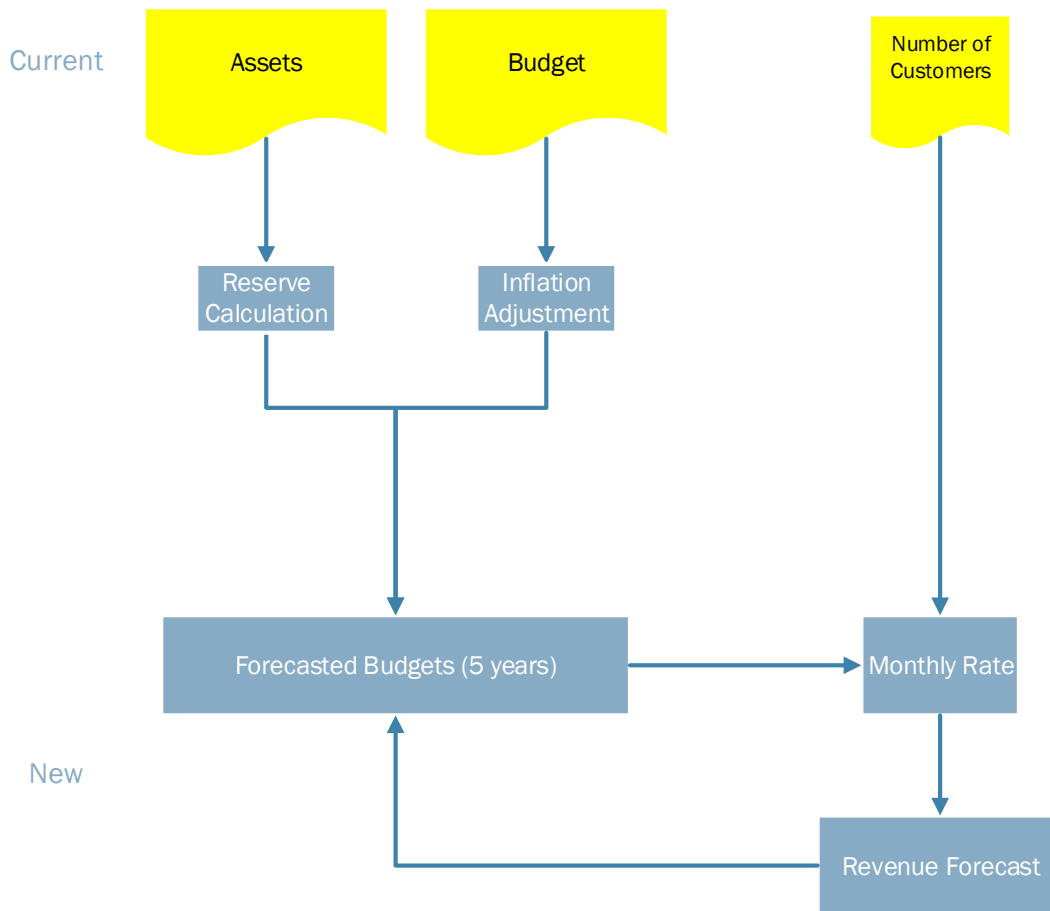 Current
Assets
Budget
Number of
Customers
Reserve
Calculation
Inflation
Adjustment
Forecasted Budgets (5 years)
Monthly Rate
New
Revenue Forecast